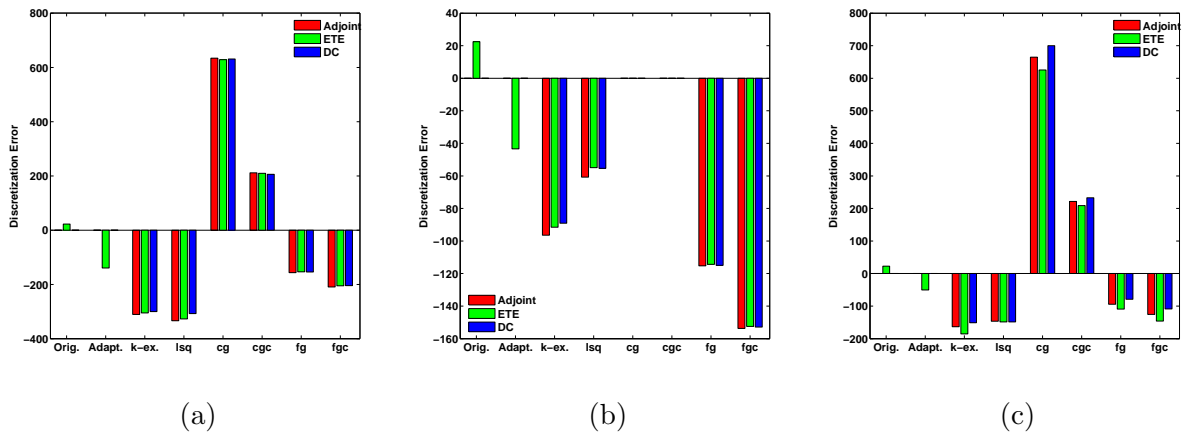 800
600
400
200
0
−200
−400
Discretization Error
Orig. Adapt. k−ex. lsq cg cgc fg fgc
Adjoint
ETE
DC
(a)
40
20
0
−20
−40
−60
−80
−100
−120
−140
−160
Discretization Error
Orig. Adapt. k−ex. lsq cg cgc fg fgc
Adjoint
ETE
DC
(b)
800
700
600
500
400
300
200
100
0
−100
−200
Discretization Error
Orig. Adapt. k−ex. lsq cg cgc fg fgc
Adjoint
ETE
DC
(c)